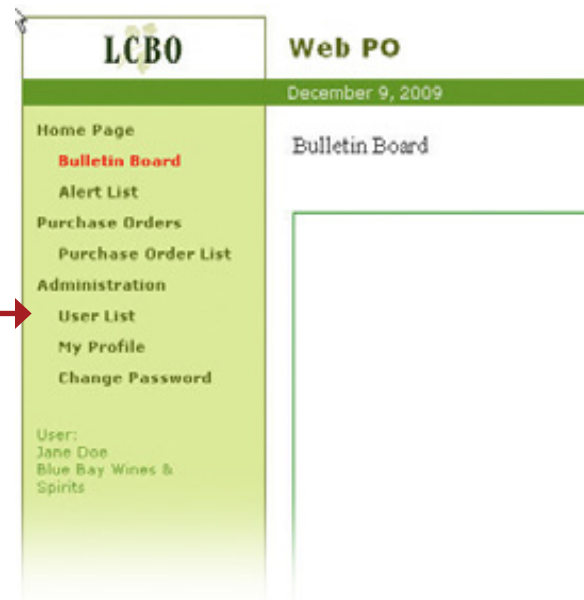 LCBO
Web PO
December 9, 2009
Home Page
Bulletin Board
Alert List
Purchase Orders
Purchase Order List
Administration
User List
My Profile
Change Password
User:
Jane Doe
Blue Bay Wines &
Spirits
Bulletin Board